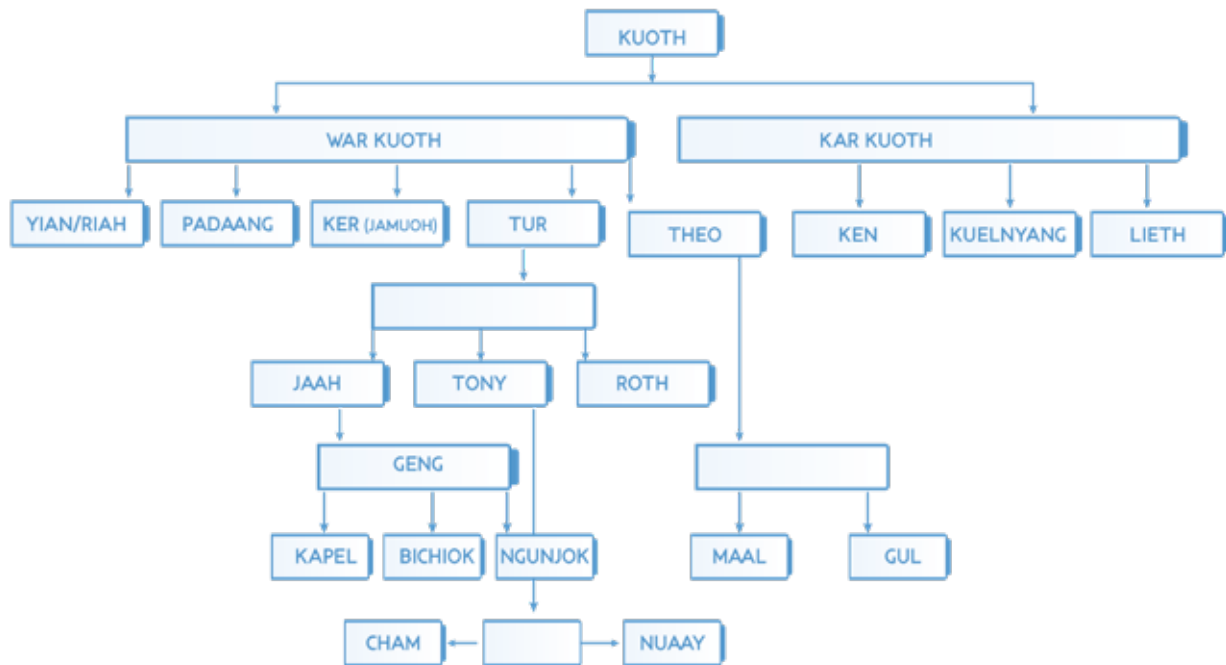 KUOTH
WAR KUOTH
KAR KUOTH
YIAN/RIAH
PADAANG
KER (JAMUOH)
TUR
THEO
KEN
KUELNYANG
LIETH
JAAH
TONY
ROTH
GENG
KAPEL
BICHIOK
NGUNJOK
MAAL
GUL
CHAM
NUAAY